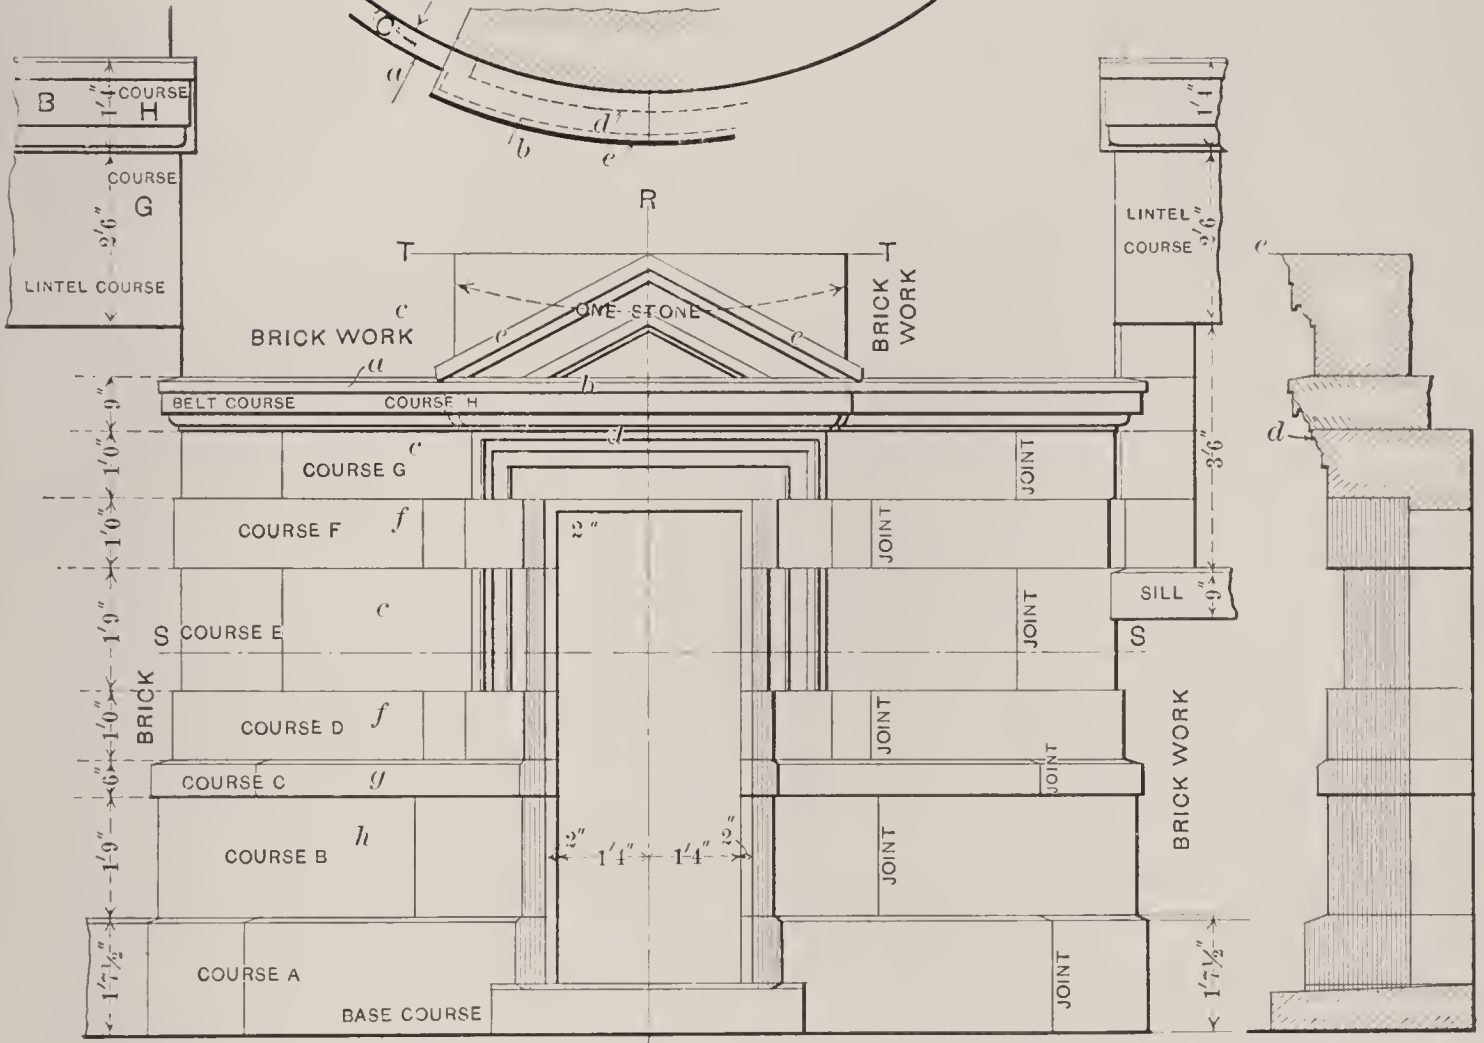 C
a
d
b
e
B
COURSE
H
1'4"
1'4"
COURSE
G
2'6"
LINTEL COURSE
R
LINTEL
COURSE
2'6"
T
T
e
c
BRICK WORK
ONE STONE
e
e
BRICK
WORK
a
b
9"
BELT COURSE
COURSE H
d
d
1'0"
c
COURSE G
JOINT
3'6"
1'0"
COURSE F
f
2"
JOINT
1'9"
c
SILL
9"
S
COURSE E
JOINT
S
BRICK
1'0"
COURSE D
f
JOINT
BRICK WORK
6"
COURSE C
g
JOINT
1'9"
h
COURSE B
2"
1'4"
1'4"
2"
JOINT
1'7½"
COURSE A
JOINT
1'7½"
BASE COURSE